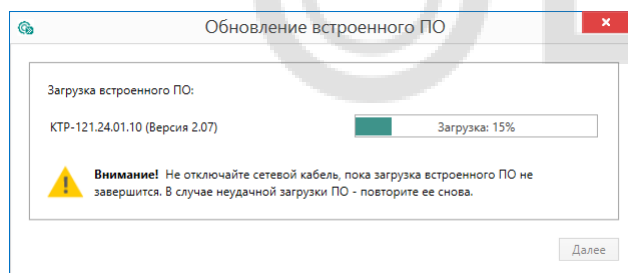 Обновление встроенного ПО
Загрузка встроенного ПО:
КТР-121.24.01.10 (Версия 2.07)
Загрузка: 15%
Внимание! Не отключайте сетевой кабель, пока загрузка встроенного ПО не
завершится. В случае неудачной загрузки ПО - повторите ее снова.
Далее